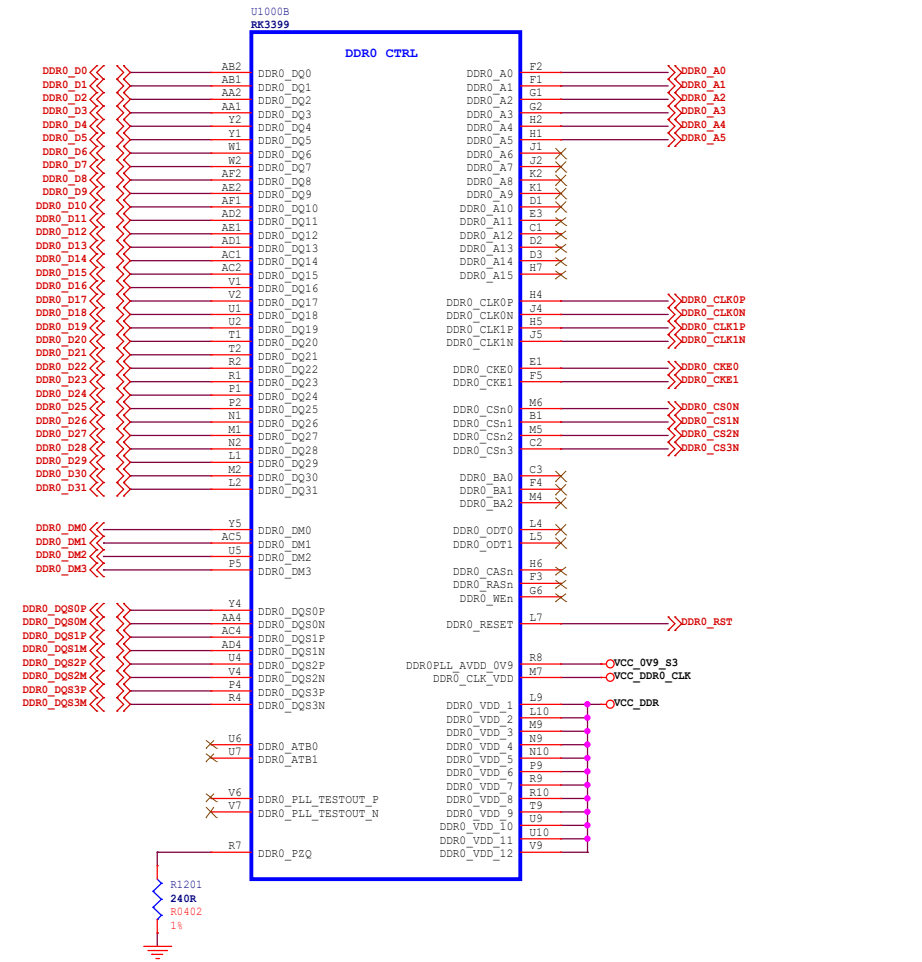 U1000B
RK3399
DDR0 CTRL
DDR0_D0 AB2 DDR0_DQ0 DDR0_A0 F2 DDR0_A0
DDR0_D1 AB1 DDR0_DQ1 DDR0_A1 F1 DDR0_A1
DDR0_D2 AA2 DDR0_DQ2 DDR0_A2 G1 DDR0_A2
DDR0_D3 AA1 DDR0_DQ3 DDR0_A3 G2 DDR0_A3
DDR0_D4 Y2 DDR0_DQ4 DDR0_A4 H2 DDR0_A4
DDR0_D5 Y1 DDR0_DQ5 DDR0_A5 H1 DDR0_A5
DDR0_D6 W1 DDR0_DQ6 DDR0_A6 J1
DDR0_D7 W2 DDR0_DQ7 DDR0_A7 J2
DDR0_D8 AF2 DDR0_DQ8 DDR0_A8 K2
DDR0_D9 AE2 DDR0_DQ9 DDR0_A9 K1
DDR0_D10 AF1 DDR0_DQ10 DDR0_A10 D1
DDR0_D11 AD2 DDR0_DQ11 DDR0_A11 E3
DDR0_D12 AE1 DDR0_DQ12 DDR0_A12 C1
DDR0_D13 AD1 DDR0_DQ13 DDR0_A13 D2
DDR0_D14 AC1 DDR0_DQ14 DDR0_A14 D3
DDR0_D15 AC2 DDR0_DQ15 DDR0_A15 H7
DDR0_D16 V1 DDR0_DQ16
DDR0_D17 V2 DDR0_DQ17 DDR0_CLK0P H4 DDR0_CLK0P
DDR0_D18 U1 DDR0_DQ18 DDR0_CLK0N J4 DDR0_CLK0N
DDR0_D19 U2 DDR0_DQ19 DDR0_CLK1P H5 DDR0_CLK1P
DDR0_D20 T1 DDR0_DQ20 DDR0_CLK1N J5 DDR0_CLK1N
DDR0_D21 T2 DDR0_DQ21
DDR0_D22 R2 DDR0_DQ22 DDR0_CKE0 E1 DDR0_CKE0
DDR0_D23 R1 DDR0_DQ23 DDR0_CKE1 F5 DDR0_CKE1
DDR0_D24 P1 DDR0_DQ24
DDR0_D25 P2 DDR0_DQ25 DDR0_CSn0 M6 DDR0_CS0N
DDR0_D26 N1 DDR0_DQ26 DDR0_CSn1 B1 DDR0_CS1N
DDR0_D27 M1 DDR0_DQ27 DDR0_CSn2 M5 DDR0_CS2N
DDR0_D28 N2 DDR0_DQ28 DDR0_CSn3 C2 DDR0_CS3N
DDR0_D29 L1 DDR0_DQ29
DDR0_D30 M2 DDR0_DQ30 DDR0_BA0 C3
DDR0_D31 L2 DDR0_DQ31 DDR0_BA1 F4
DDR0_BA2 M4
DDR0_DM0 Y5 DDR0_DM0 DDR0_ODT0 L4
DDR0_DM1 AC5 DDR0_DM1 DDR0_ODT1 L5
DDR0_DM2 U5 DDR0_DM2
DDR0_DM3 P5 DDR0_DM3 DDR0_CASn H6
DDR0_RASn F3
DDR0_WEn G6
DDR0_DQS0P Y4 DDR0_DQS0P
DDR0_DQS0M AA4 DDR0_DQS0N DDR0_RESET L7 DDR0_RST
DDR0_DQS1P AC4 DDR0_DQS1P
DDR0_DQS1M AD4 DDR0_DQS1N
DDR0_DQS2P U4 DDR0_DQS2P DDR0PLL_AVDD_0V9 R8 VCC_0V9_S3
DDR0_DQS2M V4 DDR0_DQS2N DDR0_CLK_VDD M7 VCC_DDR0_CLK
DDR0_DQS3P P4 DDR0_DQS3P
DDR0_DQS3M R4 DDR0_DQS3N DDR0_VDD_1 L9 VCC_DDR
DDR0_VDD_2 L10
DDR0_VDD_3 M9
U6 DDR0_ATB0 DDR0_VDD_4 N9
U7 DDR0_ATB1 DDR0_VDD_5 N10
DDR0_VDD_6 P9
DDR0_VDD_7 R9
V6 DDR0_PLL_TESTOUT_P DDR0_VDD_8 R10
V7 DDR0_PLL_TESTOUT_N DDR0_VDD_9 T9
DDR0_VDD_10 U9
DDR0_VDD_11 U10
R7 DDR0_PZQ DDR0_VDD_12 V9
R1201
240R
R0402
1%